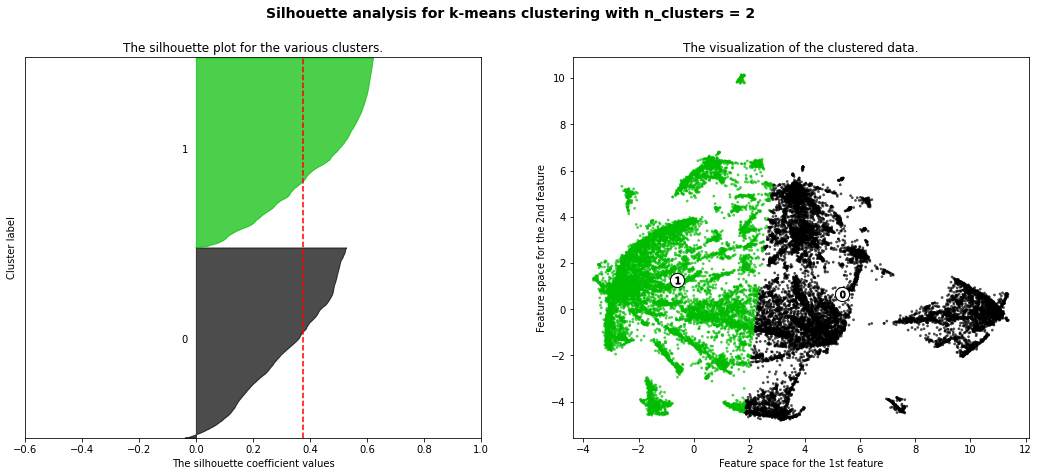 Silhouette analysis for k-means clustering with n_clusters = 2
The silhouette plot for the various clusters.
1
0
Cluster label
−0.6 −0.4 −0.2 0.0 0.2 0.4 0.6 0.8 1.0
The silhouette coefficient values
The visualization of the clustered data.
10
8
6
4
2
0
−2
−4
Feature space for the 2nd feature
1
0
−4 −2 0 2 4 6 8 10 12
Feature space for the 1st feature